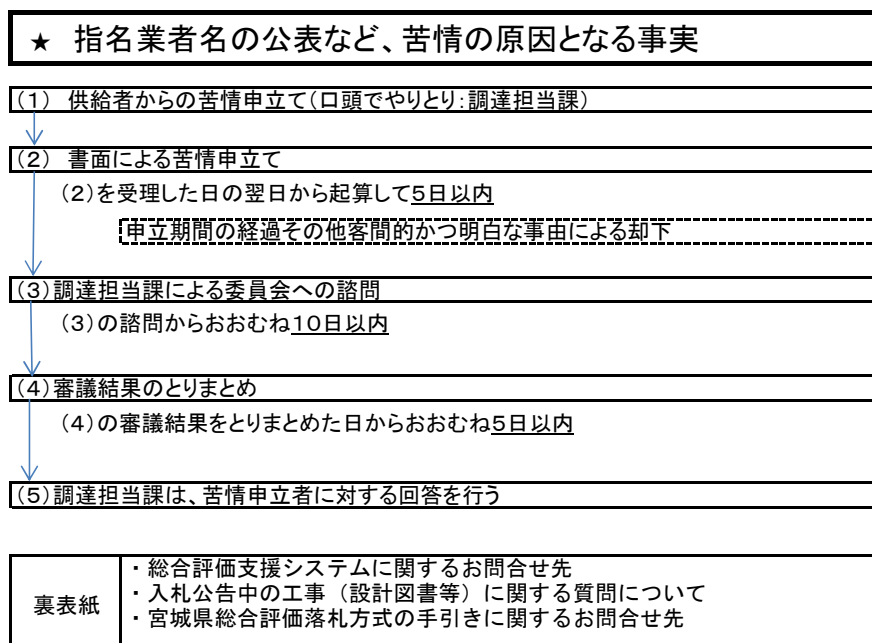 ★ 指名業者名の公表など、苦情の原因となる事実
(1) 供給者からの苦情申立て(口頭でやりとり:調達担当課)
(2) 書面による苦情申立て
(2)を受理した日の翌日から起算して5日以内
申立期間の経過その他客間的かつ明白な事由による却下
(3)調達担当課による委員会への諮問
(3)の諮問からおおむね10日以内
(4)審議結果のとりまとめ
(4)の審議結果をとりまとめた日からおおむね5日以内
(5)調達担当課は、苦情申立者に対する回答を行う
裏表紙
・総合評価支援システムに関するお問合せ先
・入札公告中の工事（設計図書等）に関する質問について
・宮城県総合評価落札方式の手引きに関するお問合せ先